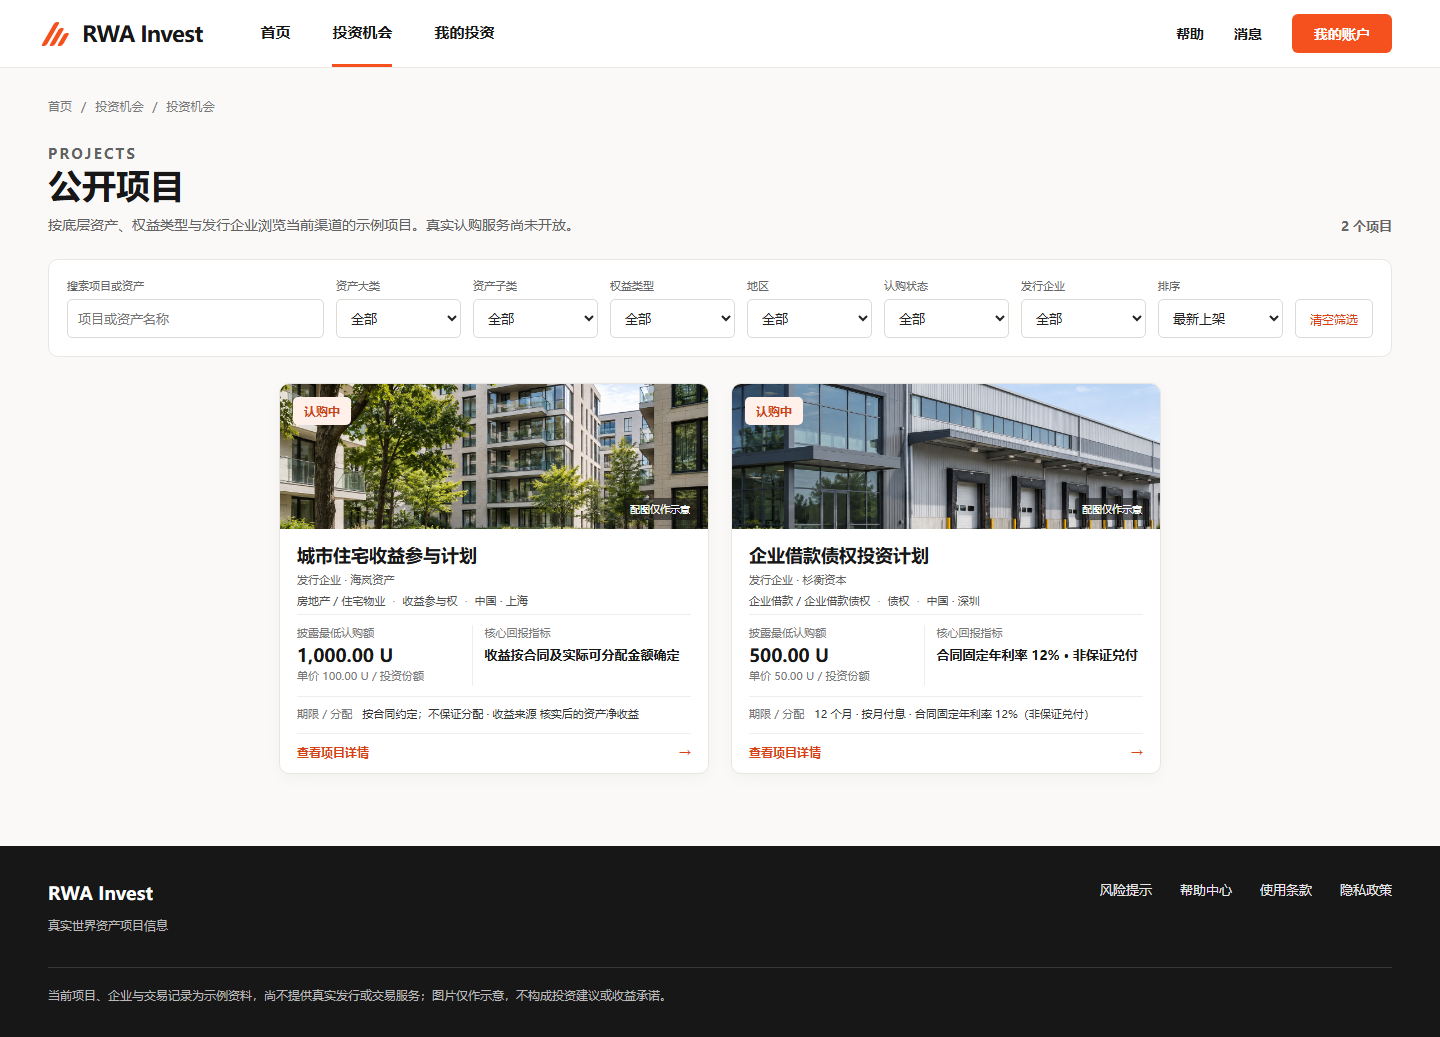 RWA Invest
首页 投资机会 我的投资 帮助 消息 我的账户
首页 / 投资机会 / 投资机会
PROJECTS
公开项目
按底层资产、权益类型与发行企业浏览当前渠道的示例项目。真实认购服务尚未开放。
2 个项目
搜索项目或资产 资产大类 资产子类 权益类型 地区 认购状态 发行企业 排序
项目或资产名称 全部 全部 全部 全部 全部 全部 最新上架 清空筛选
认购中
配图仅作示意
城市住宅收益参与计划
发行企业 · 海岚资产
房地产 / 住宅物业 · 收益参与权 · 中国 · 上海
披露最低认购额
1,000.00 U
单价 100.00 U / 投资份额
核心回报指标
收益按合同及实际可分配金额确定
期限 / 分配 按合同约定；不保证分配 · 收益来源 核实后的资产净收益
查看项目详情 →
认购中
配图仅作示意
企业借款债权投资计划
发行企业 · 杉衡资本
企业借款 / 企业借款债权 · 债权 · 中国 · 深圳
披露最低认购额
500.00 U
单价 50.00 U / 投资份额
核心回报指标
合同固定年利率 12% • 非保证兑付
期限 / 分配 12 个月 · 按月付息 · 合同固定年利率 12%（非保证兑付）
查看项目详情 →
RWA Invest
真实世界资产项目信息
风险提示 帮助中心 使用条款 隐私政策
当前项目、企业与交易记录为示例资料，尚不提供真实发行或交易服务；图片仅作示意，不构成投资建议或收益承诺。